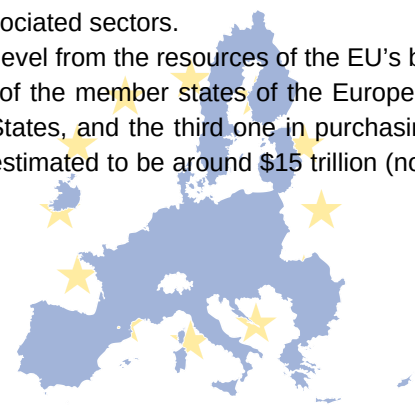 ociated sectors.
evel from the resources of the EU's b
of the member states of the Europe
States, and the third one in purchasin
estimated to be around $15 trillion (no